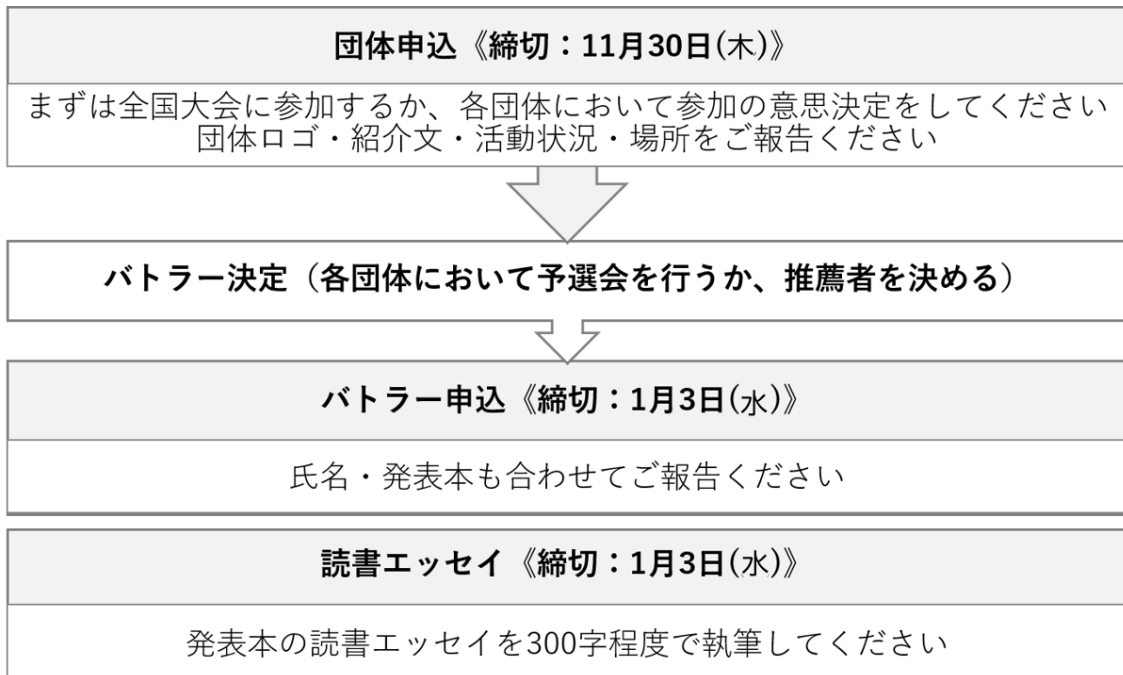 団体申込《締切：11月30日(木)》
まずは全国大会に参加するか、各団体において参加の意思決定をしてください
団体ロゴ・紹介文・活動状況・場所をご報告ください
バトラー決定（各団体において予選会を行うか、推薦者を決める）
バトラー申込《締切：1月3日(水)》
氏名・発表本も合わせてご報告ください
読書エッセイ《締切：1月3日(水)》
発表本の読書エッセイを300字程度で執筆してください